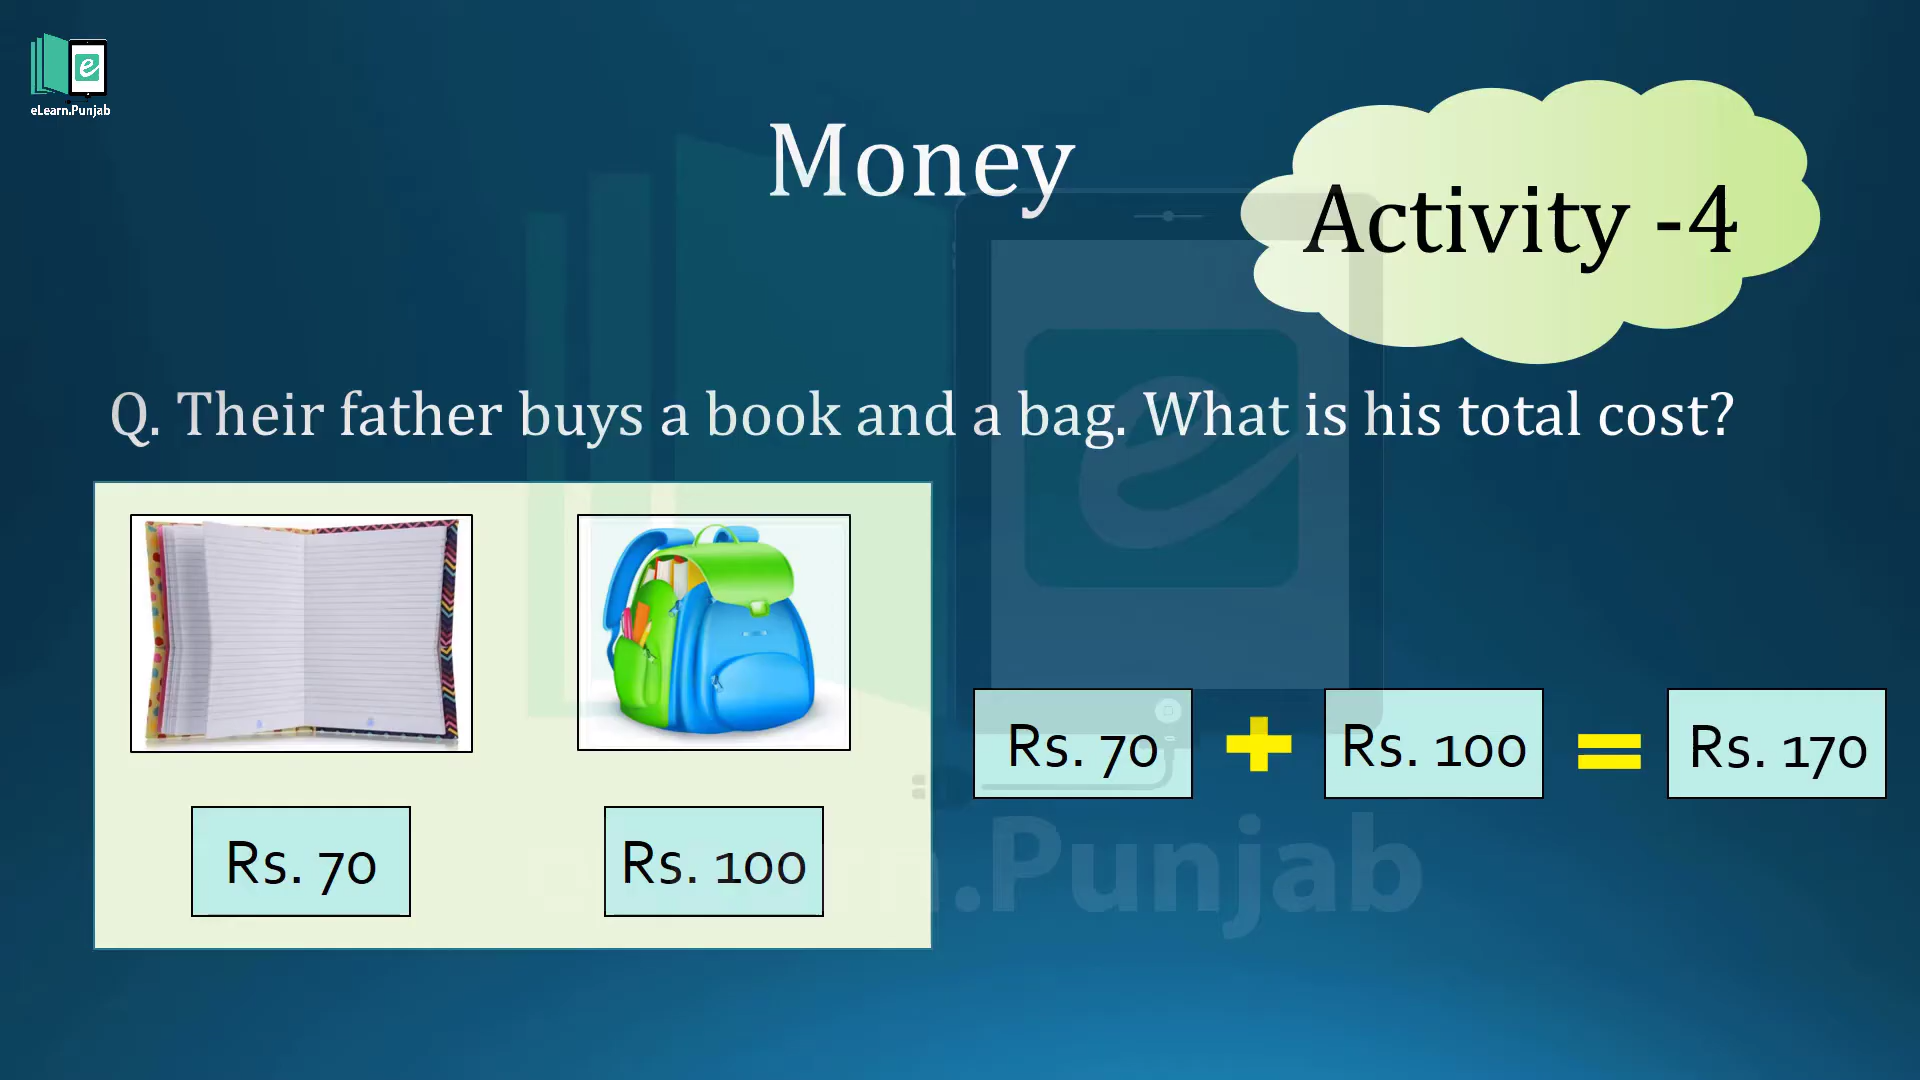 eLearn.Punjab
Money
Activity -4
Q. Their father buys a book and a bag. What is his total cost?
Rs. 70 + Rs. 100 = Rs. 170
Rs. 70
Rs. 100
n.Punjab